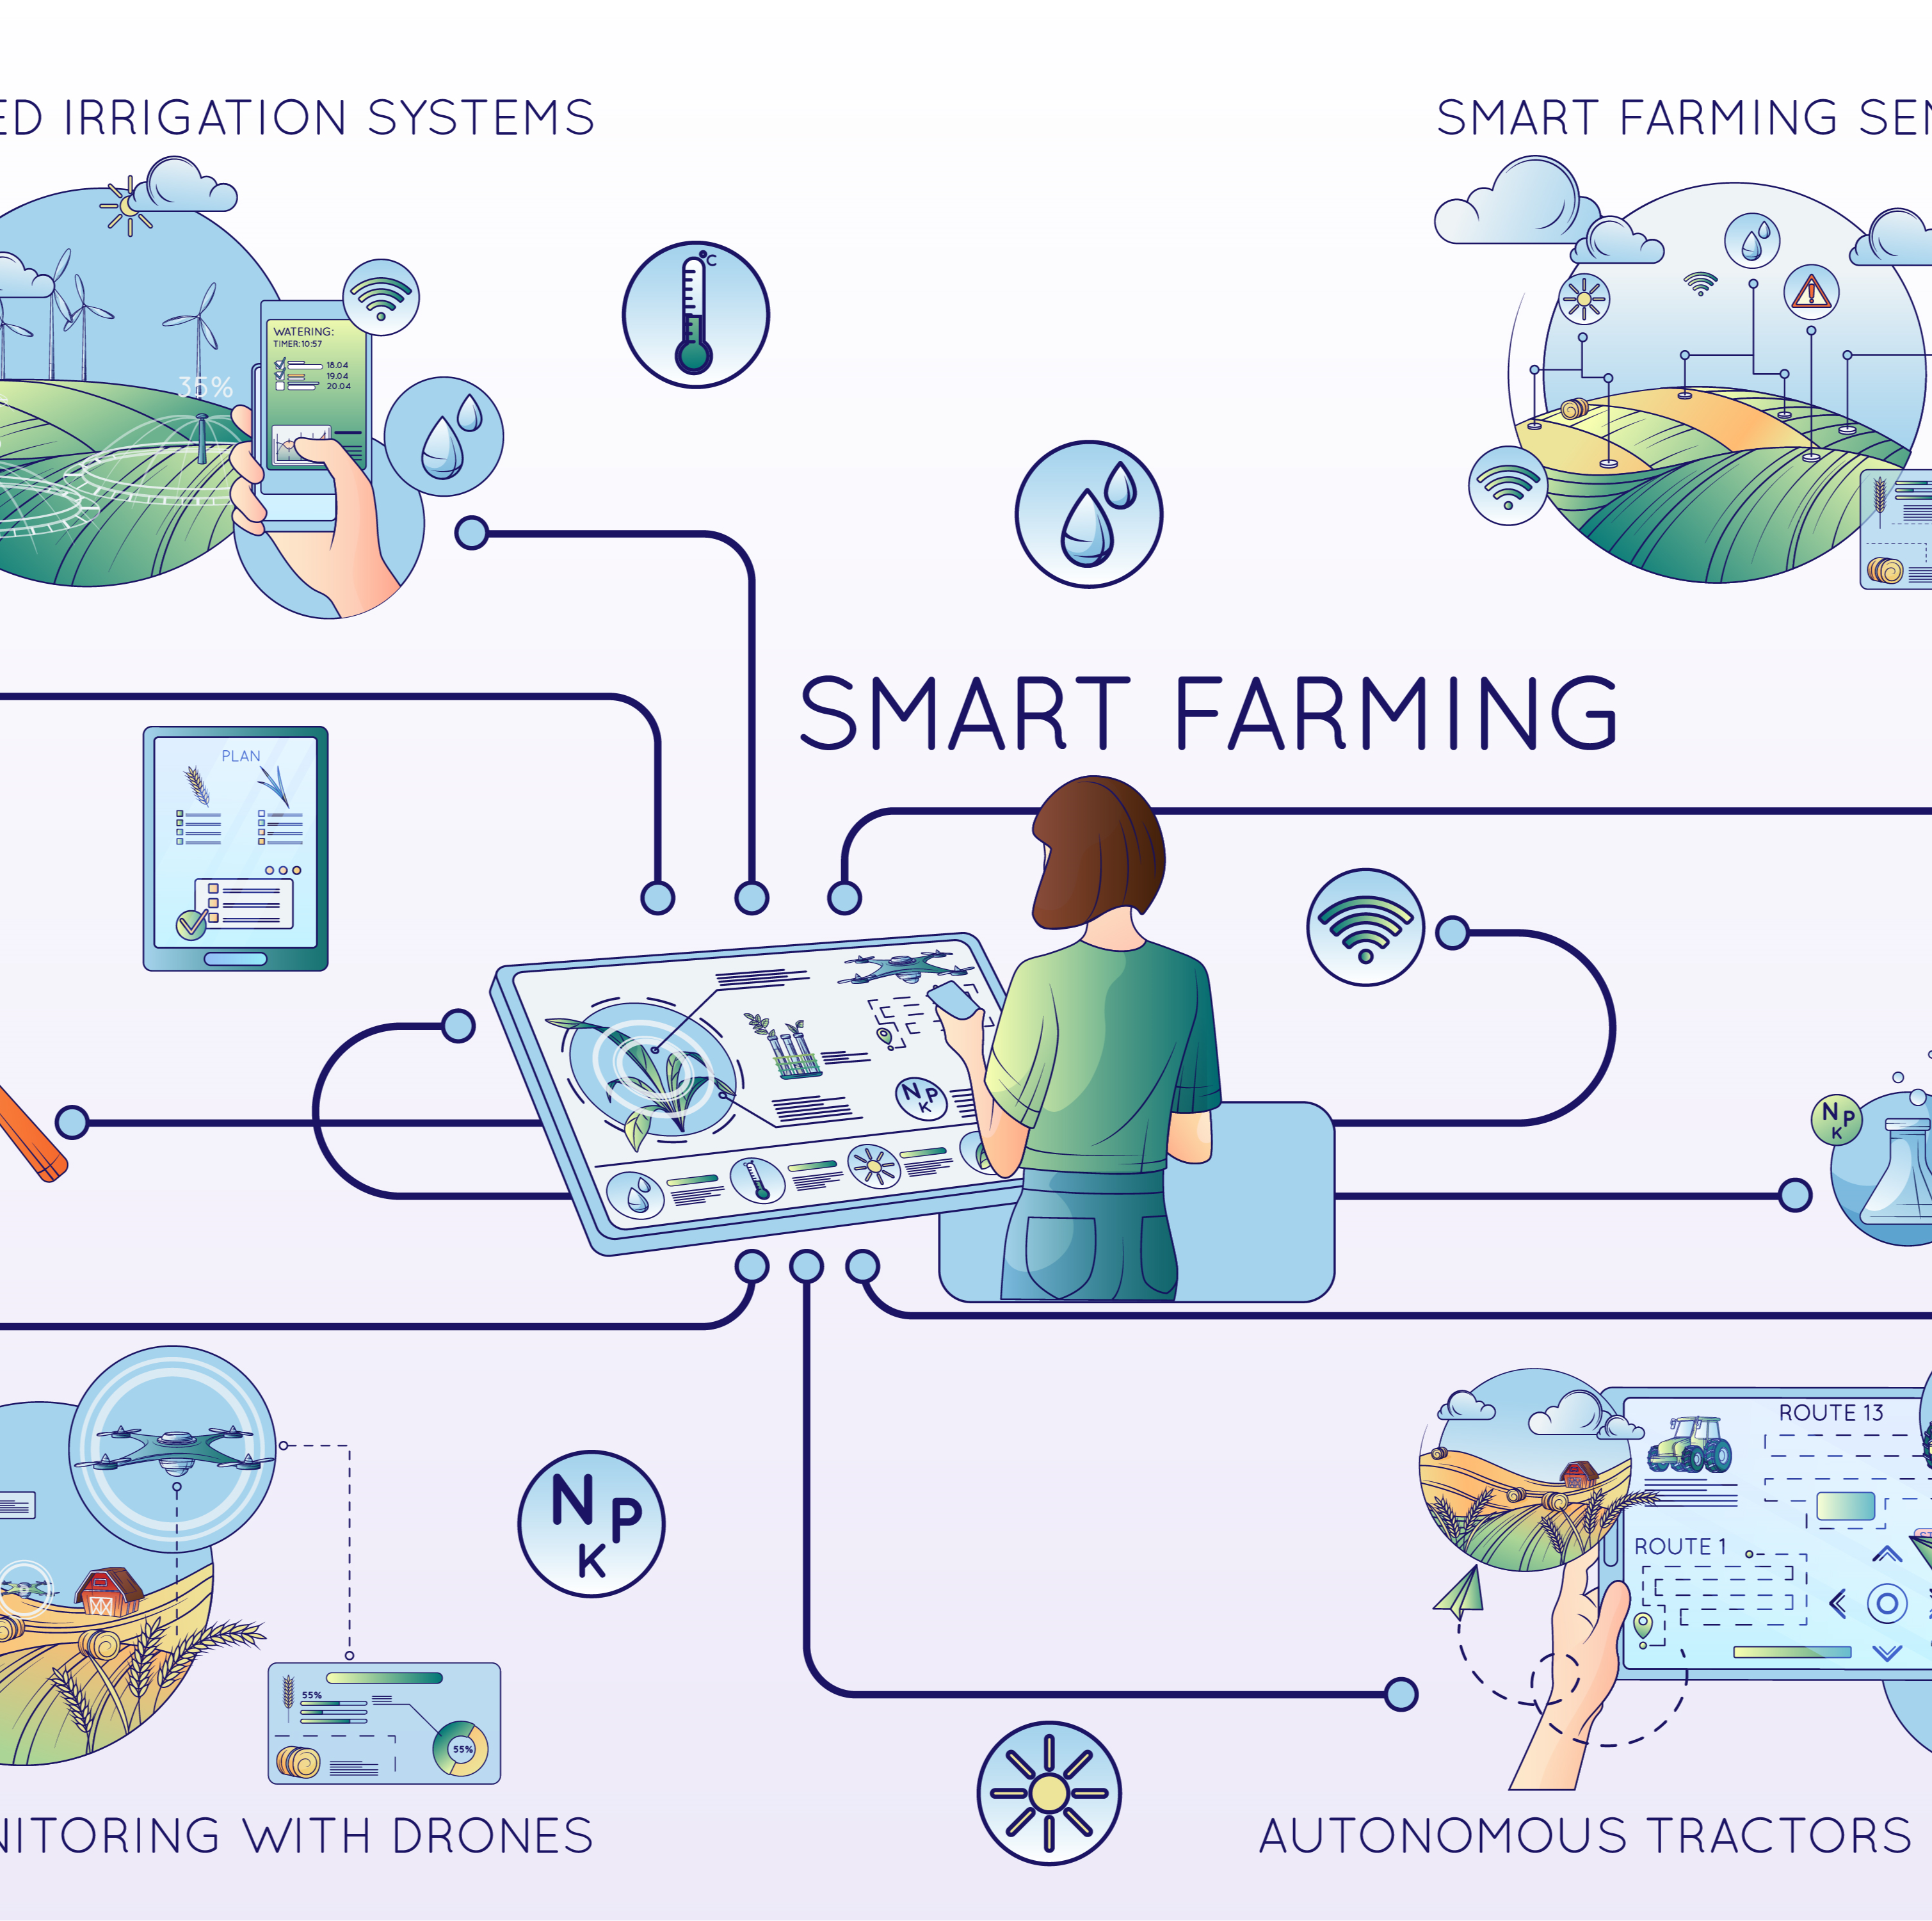 ED IRRIGATION SYSTEMS
SMART FARMING SEN
°C
WATERING:
TIMER:10:57
18.04
19.04
20.04
35%
SMART FARMING
PLAN
N P
K
N P
K
ROUTE 13
ROUTE 1
N P
K
55%
55%
NITORING WITH DRONES
AUTONOMOUS TRACTORS